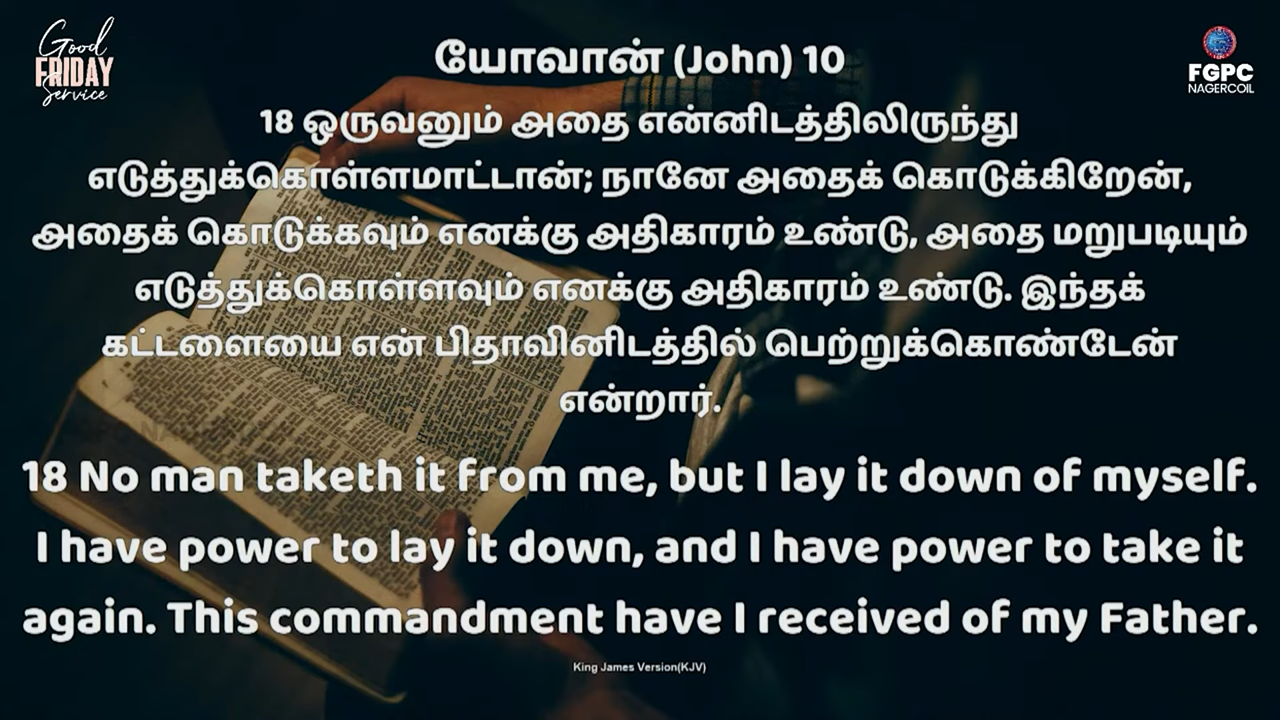 Good
FRIDAY
Service
FGPC
NAGERCOIL
யோவான் (John) 10
18 ஒருவனும் அதை என்னிடத்திலிருந்து
எடுத்துக்கொள்ளமாட்டான்; நானே அதைக் கொடுக்கிறேன்,
அதைக் கொடுக்கவும் எனக்கு அதிகாரம் உண்டு, அதை மறுபடியும்
எடுத்துக்கொள்ளவும் எனக்கு அதிகாரம் உண்டு. இந்தக்
கட்டளையை என் பிதாவினிடத்தில் பெற்றுக்கொண்டேன்
என்றார்.
18 No man taketh it from me, but I lay it down of myself.
I have power to lay it down, and I have power to take it
again. This commandment have I received of my Father.
King James Version(KJV)